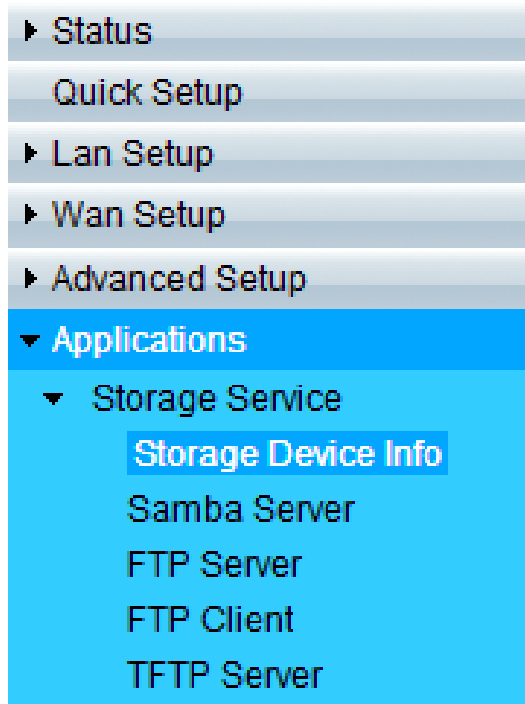 Status
Quick Setup
Lan Setup
Wan Setup
Advanced Setup
Applications
Storage Service
Storage Device Info
Samba Server
FTP Server
FTP Client
TFTP Server